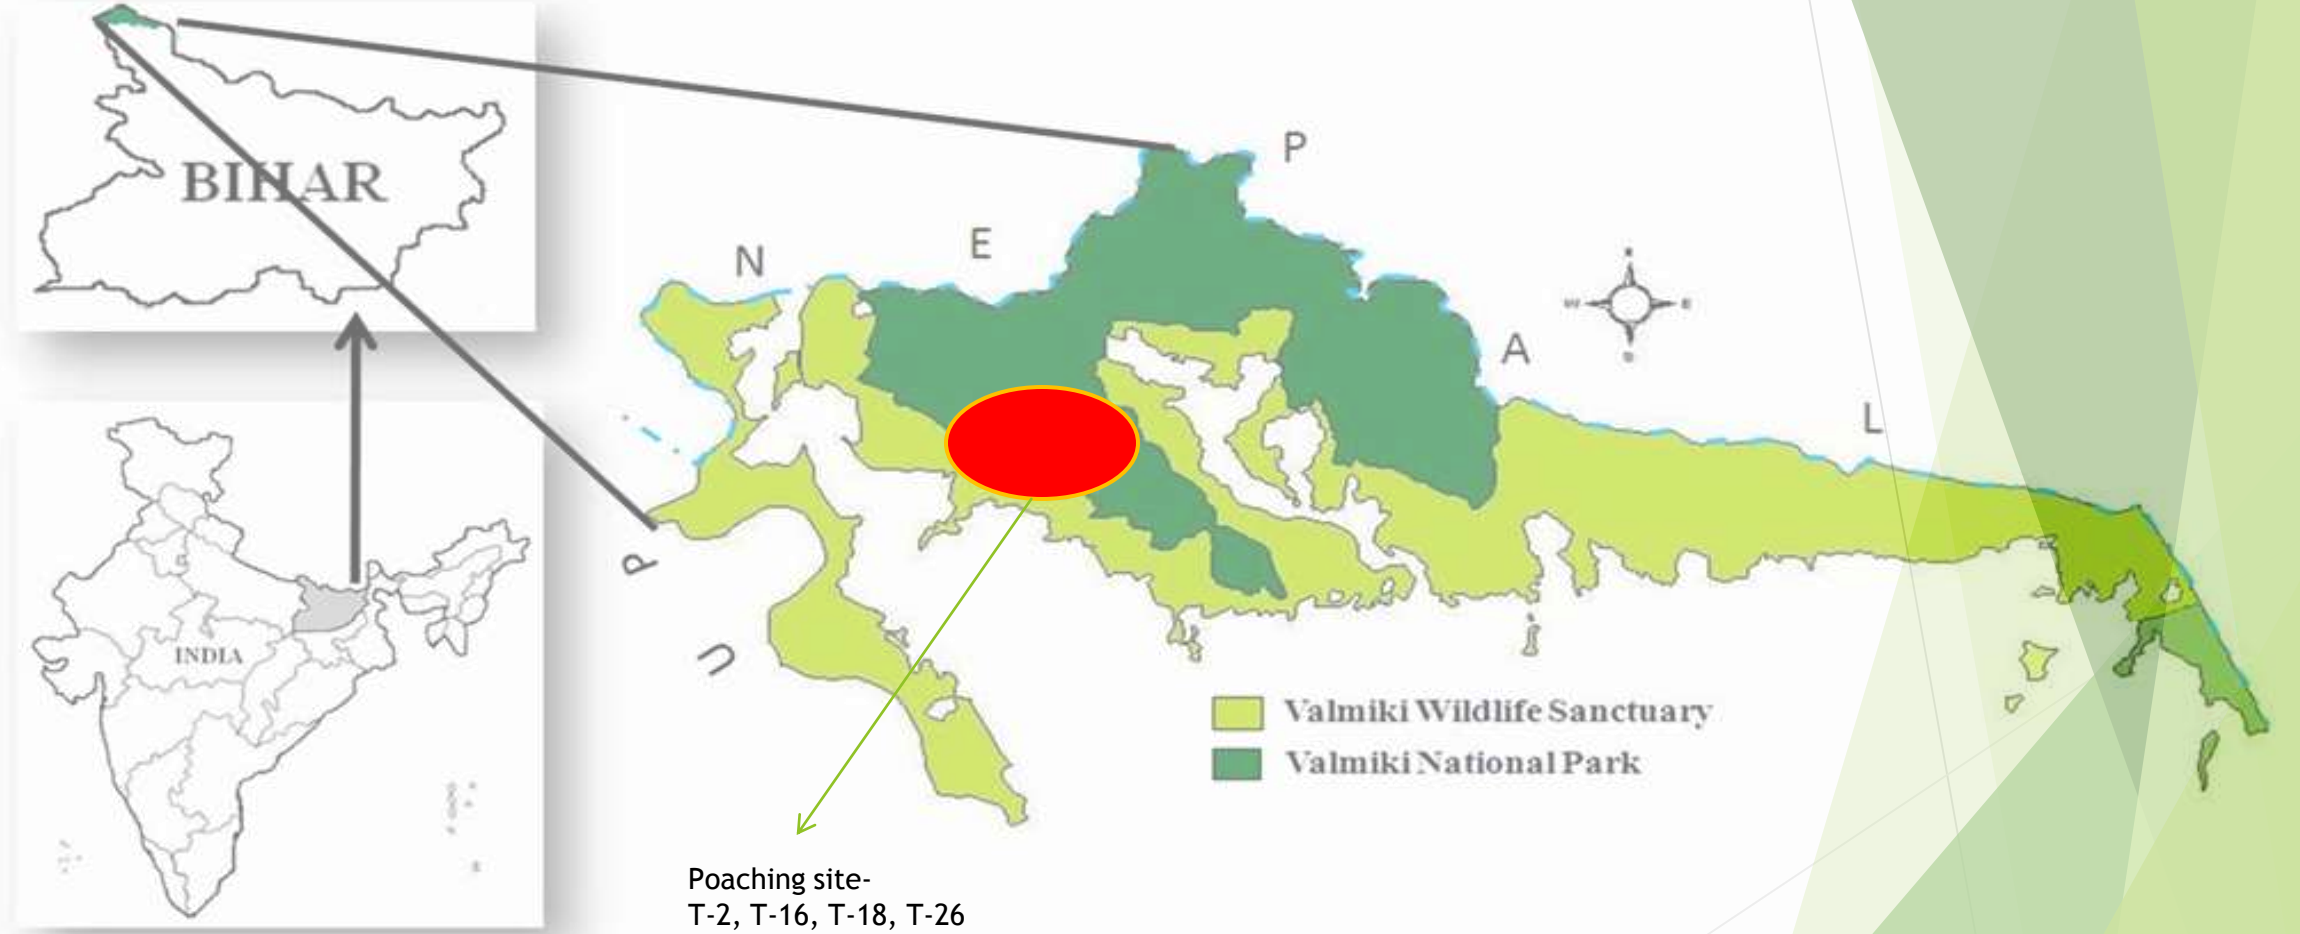 BIHAR
INDIA
N
E
P
A
L
W
E
S
U
P
Valmiki Wildlife Sanctuary
Valmiki National Park
Poaching site-
T-2, T-16, T-18, T-26